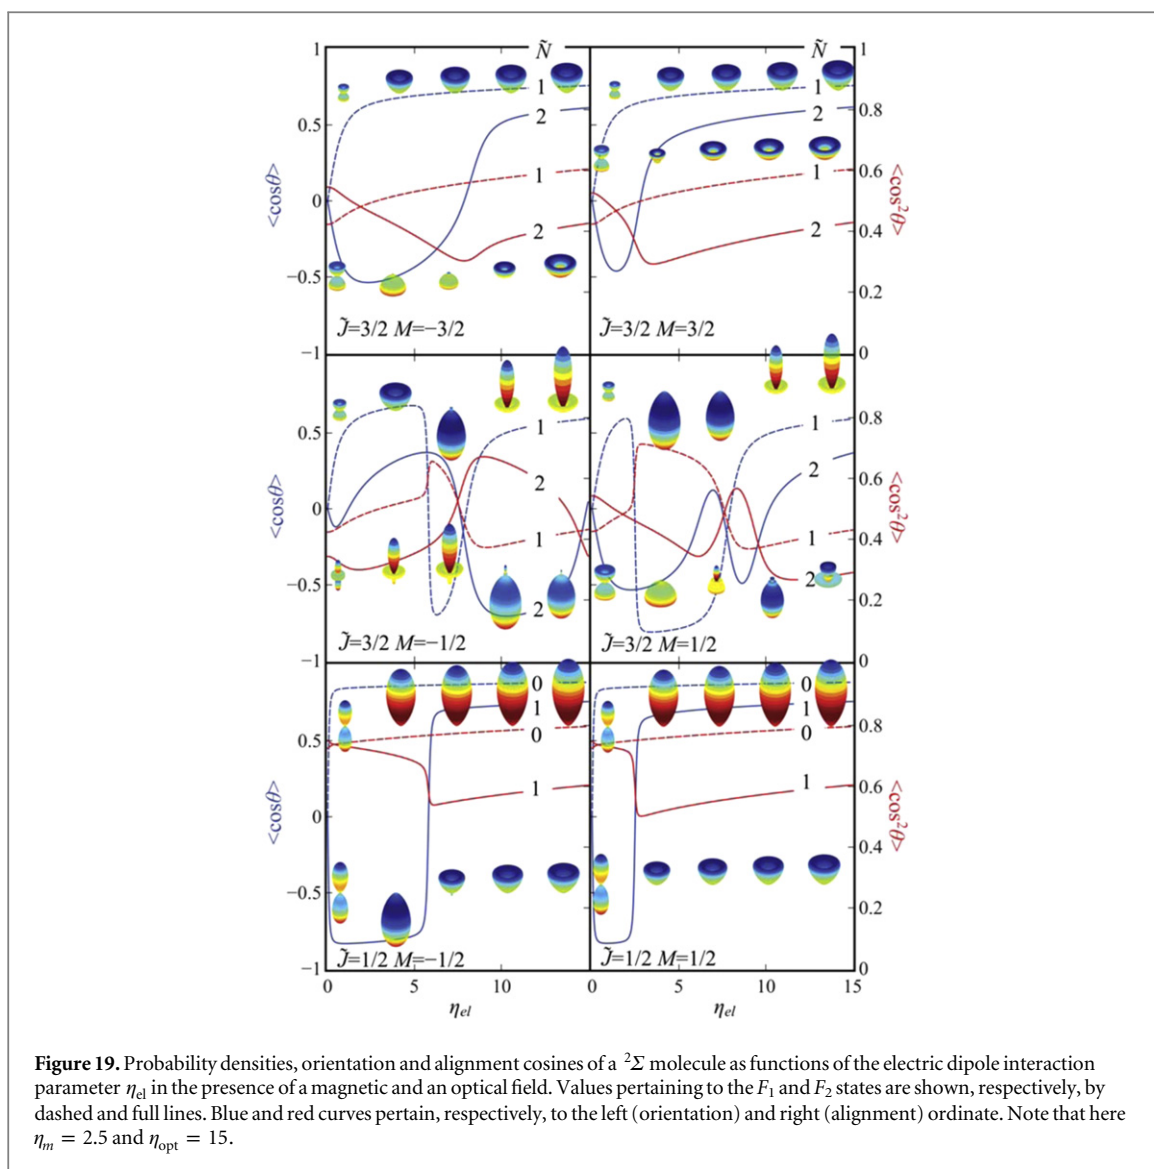 Ñ Ñ
1 1
0.5 0.8
0 0.6
−0.5 0.4
−1 0.2
<cosθ>
<cos²θ>
1 1
2 2
1 1
2 2
J̃=3/2 M=−3/2 J̃=3/2 M=3/2
0
0.5 0.8
0 0.6
−0.5 0.4
−1 0.2
<cosθ>
<cos²θ>
1 1
2 2
1 1
2 2
J̃=3/2 M=−1/2 J̃=3/2 M=1/2
0
0.5 0.8
0 0.6
−0.5 0.4
−1 0.2
<cosθ>
<cos²θ>
0 0
1 1
0 0
1 1
J̃=1/2 M=−1/2 J̃=1/2 M=1/2
0
0 5 10 0 5 10 15
ηel ηel
Figure 19. Probability densities, orientation and alignment cosines of a ²Σ molecule as functions of the electric dipole interaction
parameter ηel in the presence of a magnetic and an optical field. Values pertaining to the F₁ and F₂ states are shown, respectively, by
dashed and full lines. Blue and red curves pertain, respectively, to the left (orientation) and right (alignment) ordinate. Note that here
ηm = 2.5 and ηopt = 15.